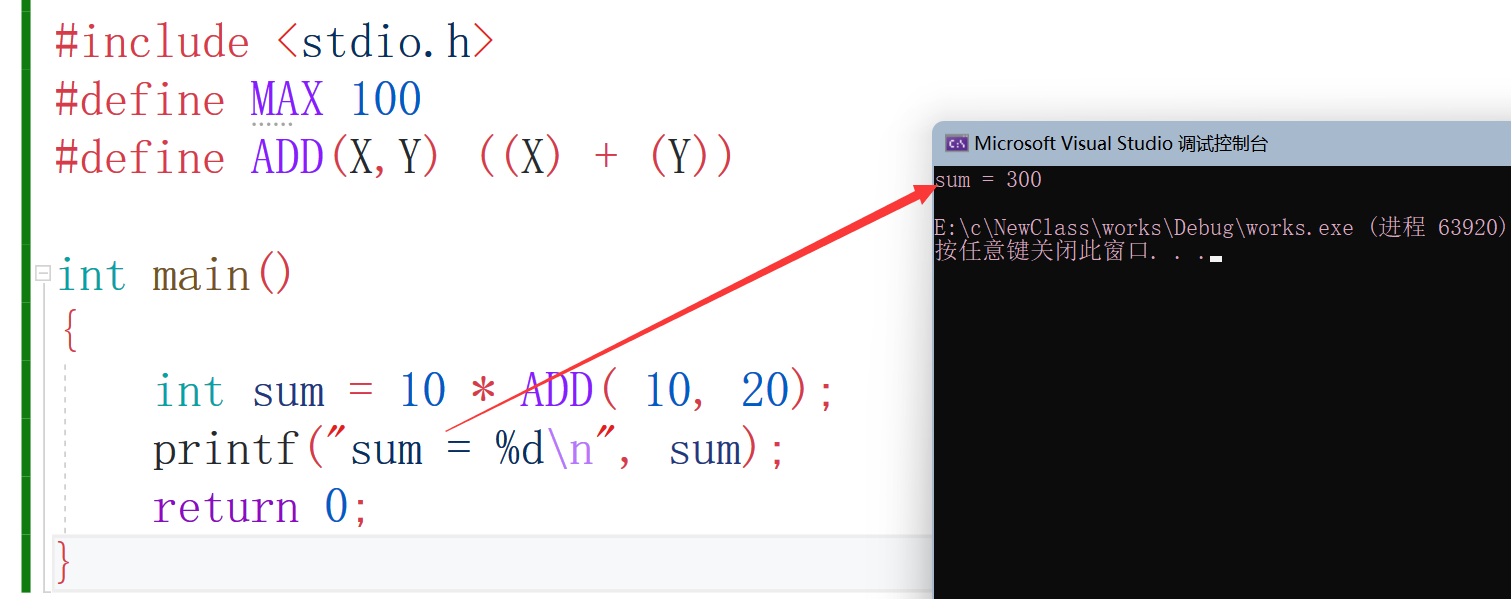 #include <stdio.h>
#define MAX 100
#define ADD(X,Y) ((X) + (Y))
int main()
{
int sum = 10 * ADD( 10, 20);
printf("sum = %d\n", sum);
return 0;
}
Microsoft Visual Studio 调试控制台
sum = 300
E:\c\NewClass\works\Debug\works.exe (进程 63920)
按任意键关闭此窗口. . .